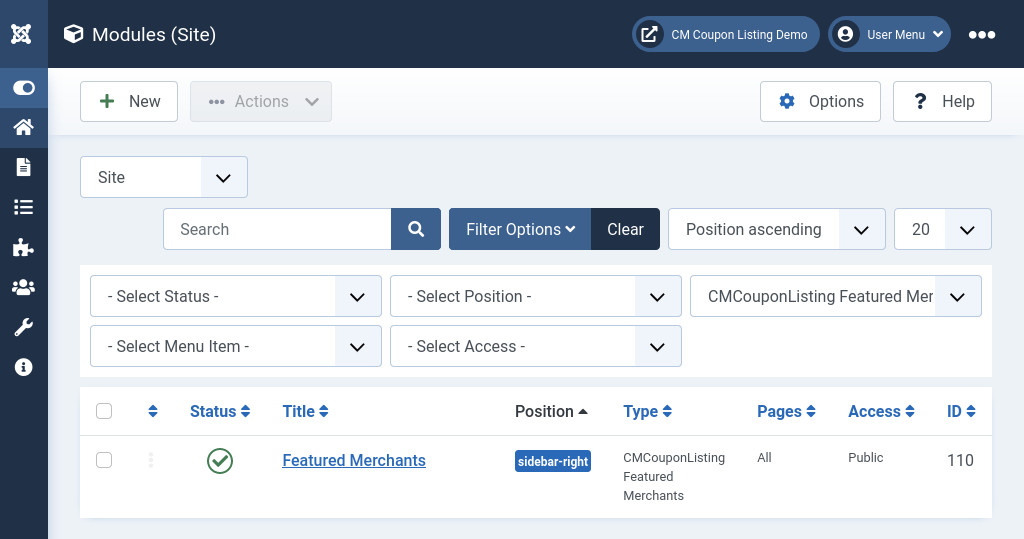 Modules (Site)
CM Coupon Listing Demo
User Menu
New
Actions
Options
Help
Site
Search
Filter Options
Clear
Position ascending
20
- Select Status -
- Select Position -
CMCouponListing Featured Mer
- Select Menu Item -
- Select Access -
Status
Title
Position
Type
Pages
Access
ID
Featured Merchants
sidebar-right
CMCouponListing
Featured
Merchants
All
Public
110